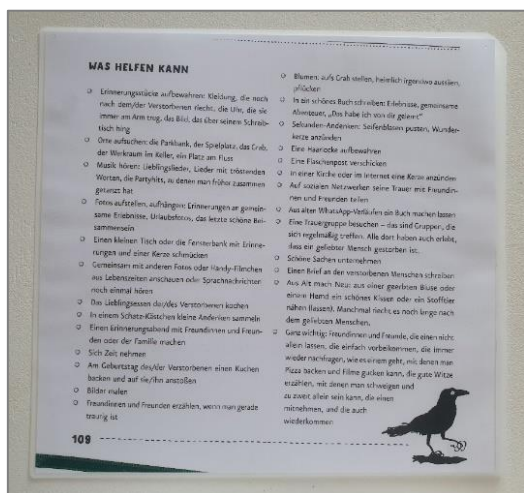 WAS HELFEN KANN
Erinnerungsstücke aufbewahren: Kleidung, die noch
nach dem/der Verstorbenen riecht, die Uhr, die sie
immer am Arm trug, das Bild, das über seinem Schreib-
tisch hing
Orte aufsuchen: die Parkbank, der Spielplatz, das Grab,
der Werkraum im Keller, ein Platz am Fluss
Musik hören: Lieblingslieder, Lieder mit tröstenden
Worten, die Partyhits, zu denen man früher zusammen
getanzt hat
Fotos aufstellen, aufhängen: Erinnerungen an gemein-
same Erlebnisse, Urlaubsfotos, das letzte schöne Bei-
sammensein
Einen kleinen Tisch oder die Fensterbank mit Erinne-
rungen und einer Kerze schmücken
Gemeinsam mit anderen Fotos oder Handy-Filmchen
aus Lebenszeiten anschauen oder Sprachnachrichten
noch einmal hören
Das Lieblingsessen des/der Verstorbenen kochen
In einem Schatz-Kästchen kleine Andenken sammeln
Einen Erinnerungsabend mit Freundinnen und Freun-
den oder der Familie machen
Sich Zeit nehmen
Am Geburtstag des/der Verstorbenen einen Kuchen
backen und auf sie/ihn anstoßen
Bilder malen
Freundinnen und Freunden erzählen, wenn man gerade
traurig ist
109
Blumen: aufs Grab stellen, heimlich irgendwo aussäen,
pflücken
In ein schönes Buch schreiben: Erlebnisse, gemeinsame
Abenteuer, „Das habe ich von dir gelernt"
Sekunden-Andenken: Seifenblasen pusten, Wunder-
kerze anzünden
Eine Haarlocke aufbewahren
Eine Flaschenpost verschicken
In einer Kirche oder im Internet eine Kerze anzünden
Auf sozialen Netzwerken seine Trauer mit Freundin-
nen und Freunden teilen
Aus alten WhatsApp-Verläufen ein Buch machen lassen
Eine Trauergruppe besuchen – das sind Gruppen, die
sich regelmäßig treffen. Alle dort haben auch erlebt,
dass ein geliebter Mensch gestorben ist.
Schöne Sachen unternehmen
Einen Brief an den verstorbenen Menschen schreiben
Aus Alt mach Neu: aus einer geerbten Bluse oder
einem Hemd ein schönes Kissen oder ein Stofftier
nähen (lassen). Manchmal riecht es noch lange nach
dem geliebten Menschen.
Ganz wichtig: Freundinnen und Freunde, die einen nicht
allein lassen, die einfach vorbeikommen, die immer
wieder nachfragen, wie es einem geht, mit denen man
Pizza backen und Filme gucken kann, die gute Witze
erzählen, mit denen man schweigen und
zu zweit allein sein kann, die einen
mitnehmen, und die auch
wiederkommen